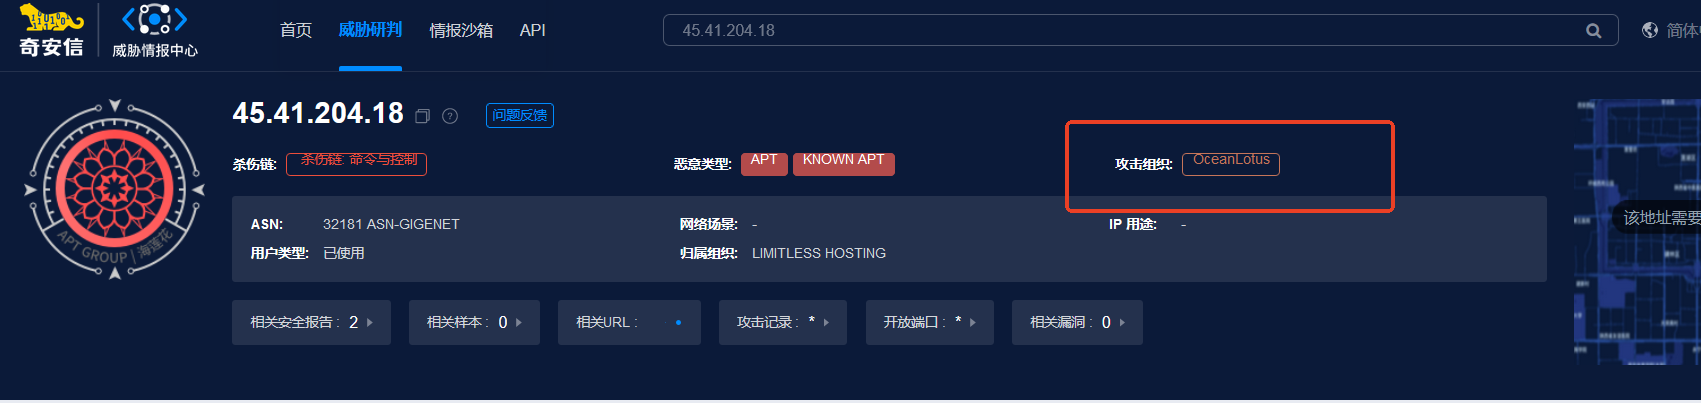 奇安信
威胁情报中心
首页 威胁研判 情报沙箱 API
45.41.204.18
简体
45.41.204.18 ? 问题反馈
杀伤链: 杀伤链: 命令与控制 恶意类型: APT KNOWN APT 攻击组织: OceanLotus
ASN: 32181 ASN-GIGENET 网络场景: - IP 用途: -
用户类型: 已使用 归属组织: LIMITLESS HOSTING
APT GROUP | 海莲花
该地址需要
相关安全报告: 2 相关样本: 0 相关URL: 攻击记录: * 开放端口: * 相关漏洞: 0